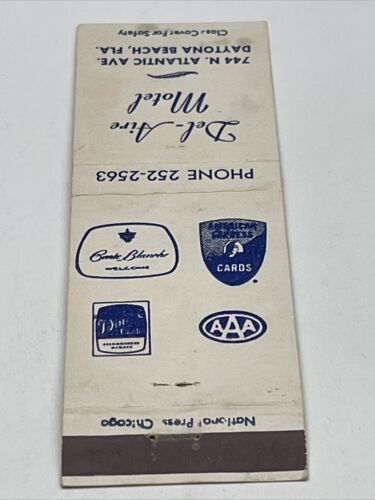 Close Cover For Safety
744 N. ATLANTIC AVE.
DAYTONA BEACH, FLA.
Del-Aire
Motel
PHONE 252-2563
Carte Blanche
WELCOME
AMERICAN
EXPRESS
CARDS
AAA
National Press Chicago